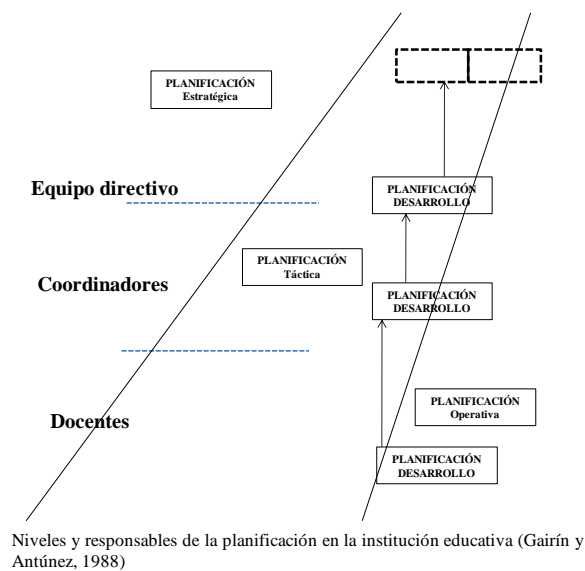 PLANIFICACIÓN
Estratégica
Equipo directivo
PLANIFICACIÓN
DESARROLLO
PLANIFICACIÓN
Táctica
Coordinadores
PLANIFICACIÓN
DESARROLLO
PLANIFICACIÓN
Operativa
Docentes
PLANIFICACIÓN
DESARROLLO
Niveles y responsables de la planificación en la institución educativa (Gairín y
Antúnez, 1988)